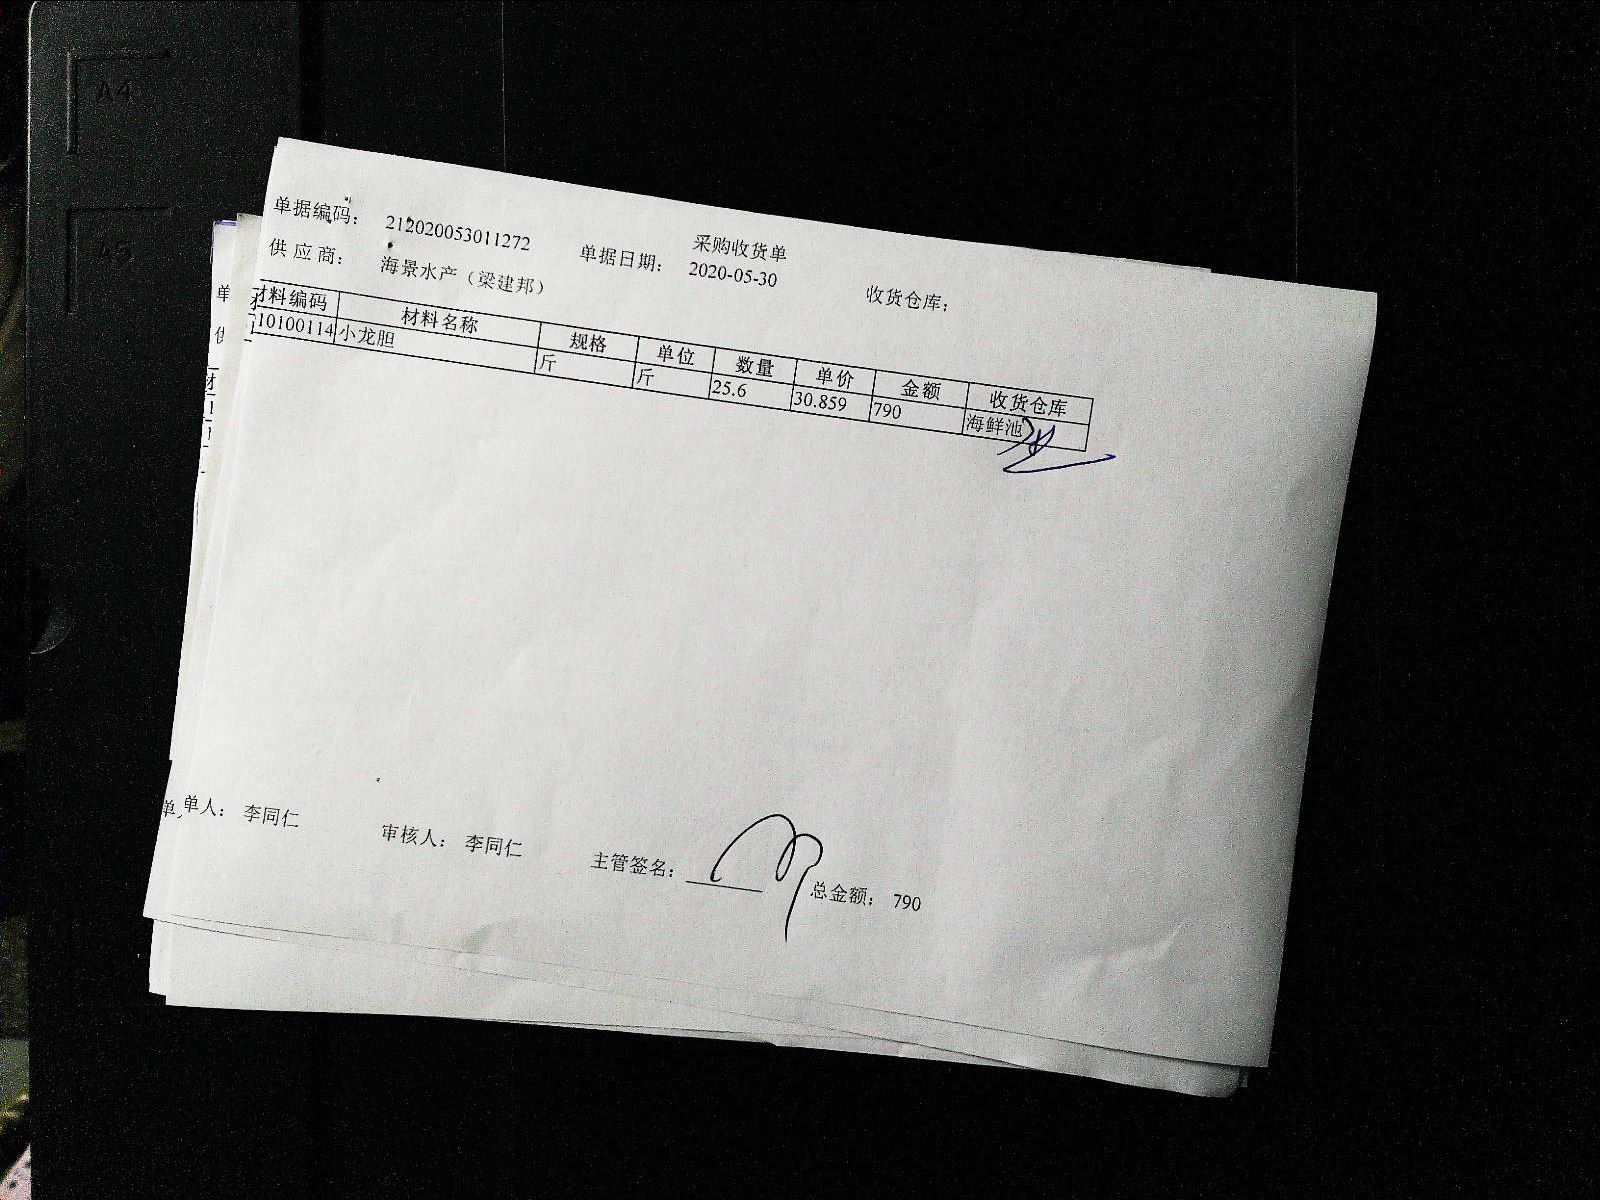 A4
A5
采购收货单
单据编码： 212020053011272 单据日期： 2020-05-30 收货仓库：
供应商： 海景水产（梁建邦）
材料编码 材料名称 规格 单位 数量 单价 金额 收货仓库
10100114 小龙胆 斤 斤 25.6 30.859 790 海鲜池
单人： 李同仁 审核人： 李同仁 主管签名： 总金额： 790